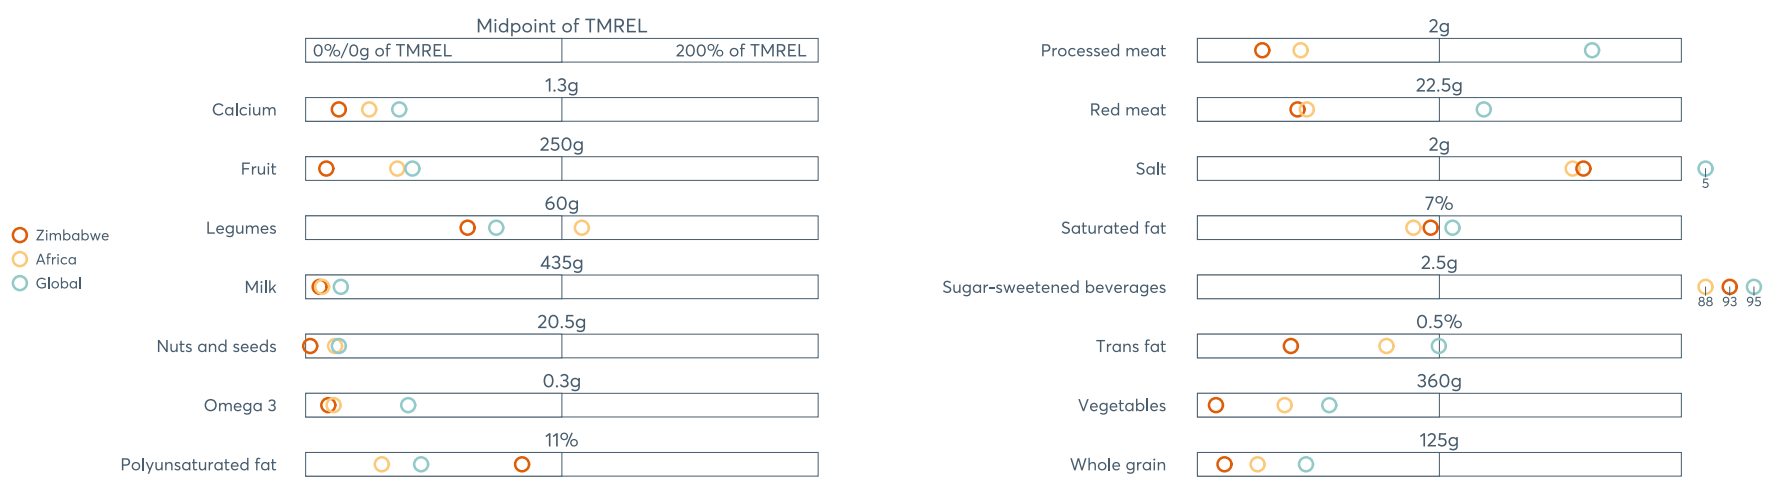 Midpoint of TMREL
0%/0g of TMREL 200% of TMREL
1.3g
Calcium
250g
Fruit
60g
Legumes
435g
Milk
20.5g
Nuts and seeds
0.3g
Omega 3
11%
Polyunsaturated fat
Zimbabwe
Africa
Global
2g
Processed meat
22.5g
Red meat
2g
Salt
5
7%
Saturated fat
2.5g
Sugar-sweetened beverages
88 93 95
0.5%
Trans fat
360g
Vegetables
125g
Whole grain